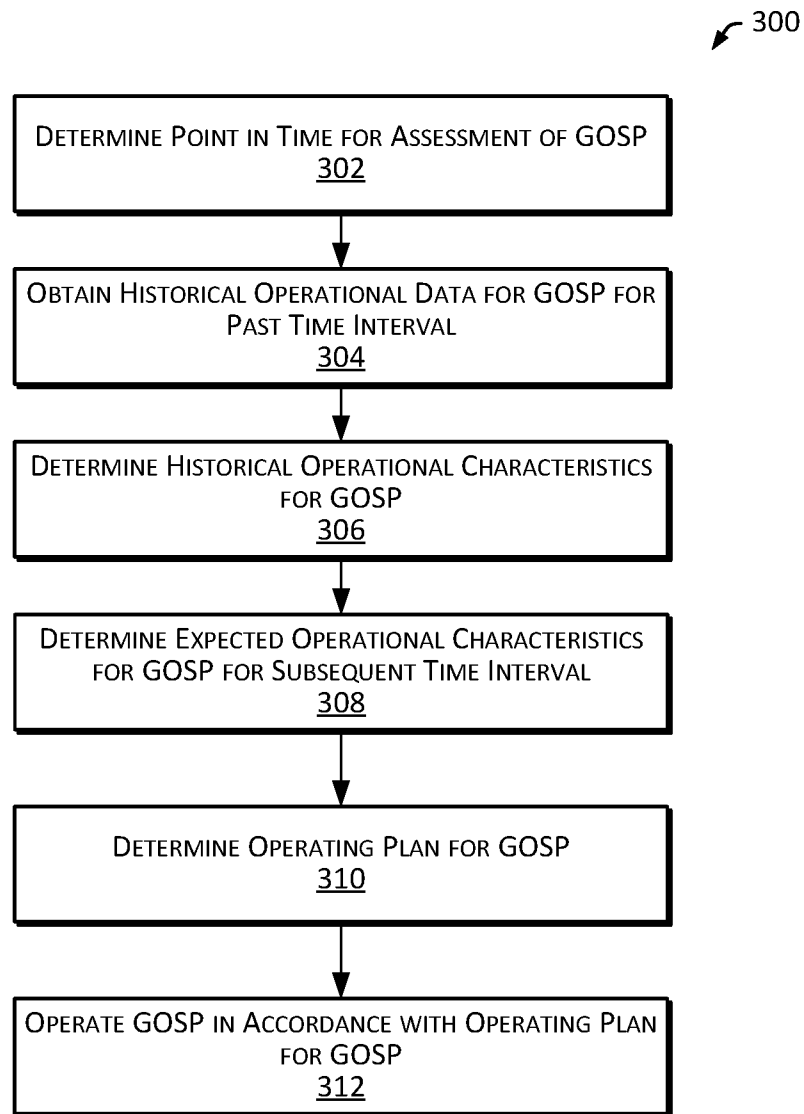 300
DETERMINE POINT IN TIME FOR ASSESSMENT OF GOSP
302
OBTAIN HISTORICAL OPERATIONAL DATA FOR GOSP FOR
PAST TIME INTERVAL
304
DETERMINE HISTORICAL OPERATIONAL CHARACTERISTICS
FOR GOSP
306
DETERMINE EXPECTED OPERATIONAL CHARACTERISTICS
FOR GOSP FOR SUBSEQUENT TIME INTERVAL
308
DETERMINE OPERATING PLAN FOR GOSP
310
OPERATE GOSP IN ACCORDANCE WITH OPERATING PLAN
FOR GOSP
312